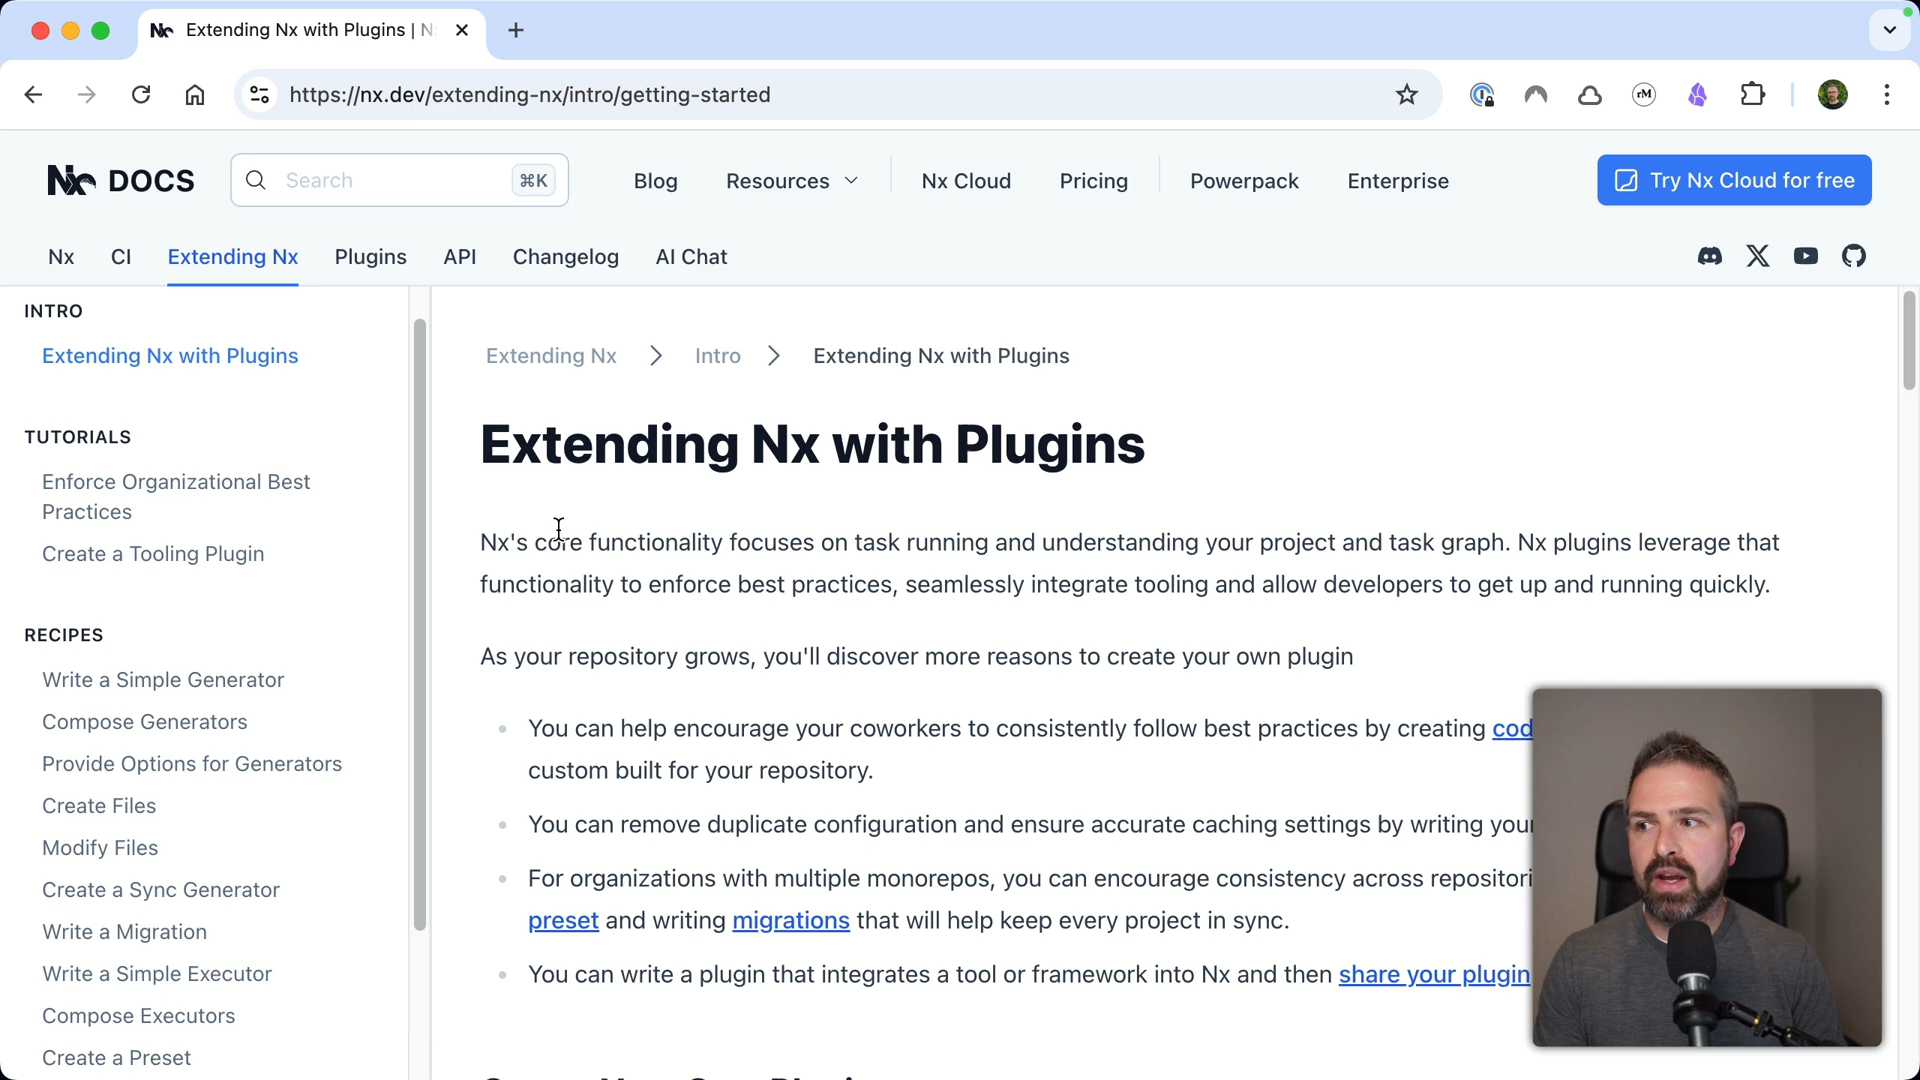 Extending Nx with Plugins | N
https://nx.dev/extending-nx/intro/getting-started
rM
Nx DOCS
Search
⌘K
Blog
Resources
Nx Cloud
Pricing
Powerpack
Enterprise
Try Nx Cloud for free
Nx
CI
Extending Nx
Plugins
API
Changelog
AI Chat
INTRO
Extending Nx with Plugins
TUTORIALS
Enforce Organizational Best
Practices
Create a Tooling Plugin
RECIPES
Write a Simple Generator
Compose Generators
Provide Options for Generators
Create Files
Modify Files
Create a Sync Generator
Write a Migration
Write a Simple Executor
Compose Executors
Create a Preset
Extending Nx > Intro > Extending Nx with Plugins
Extending Nx with Plugins
Nx's core functionality focuses on task running and understanding your project and task graph. Nx plugins leverage that
functionality to enforce best practices, seamlessly integrate tooling and allow developers to get up and running quickly.
As your repository grows, you'll discover more reasons to create your own plugin
• You can help encourage your coworkers to consistently follow best practices by creating cod
custom built for your repository.
• You can remove duplicate configuration and ensure accurate caching settings by writing your
• For organizations with multiple monorepos, you can encourage consistency across repositori
preset and writing migrations that will help keep every project in sync.
• You can write a plugin that integrates a tool or framework into Nx and then share your plugin